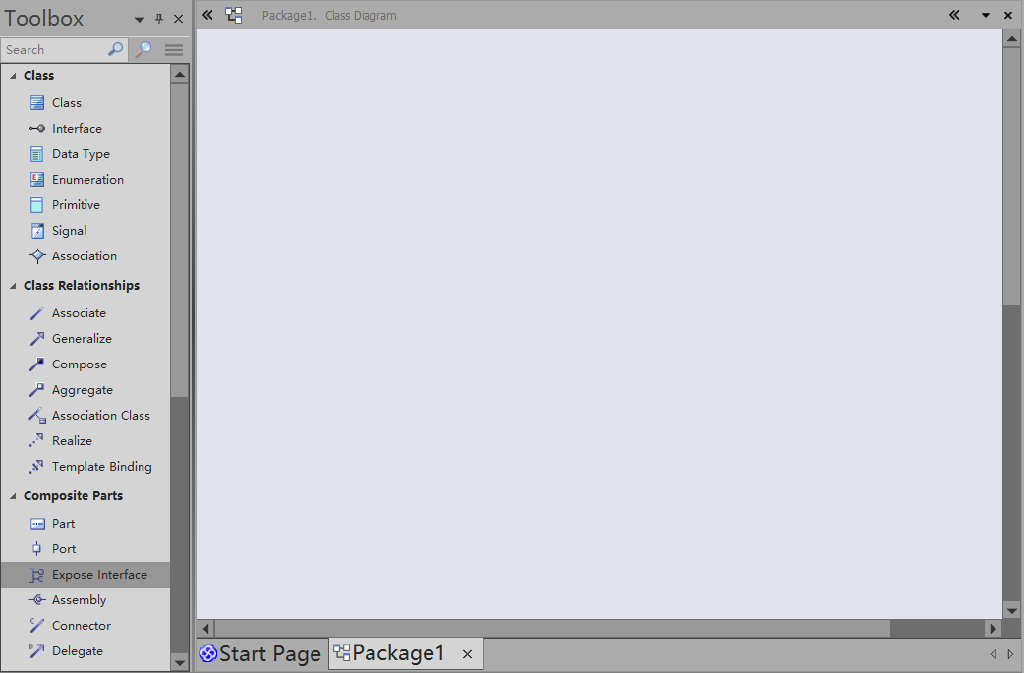 Toolbox
Search
Class
Class
Interface
Data Type
Enumeration
Primitive
Signal
Association
Class Relationships
Associate
Generalize
Compose
Aggregate
Association Class
Realize
Template Binding
Composite Parts
Part
Port
Expose Interface
Assembly
Connector
Delegate
Package1. Class Diagram
Start Page
Package1